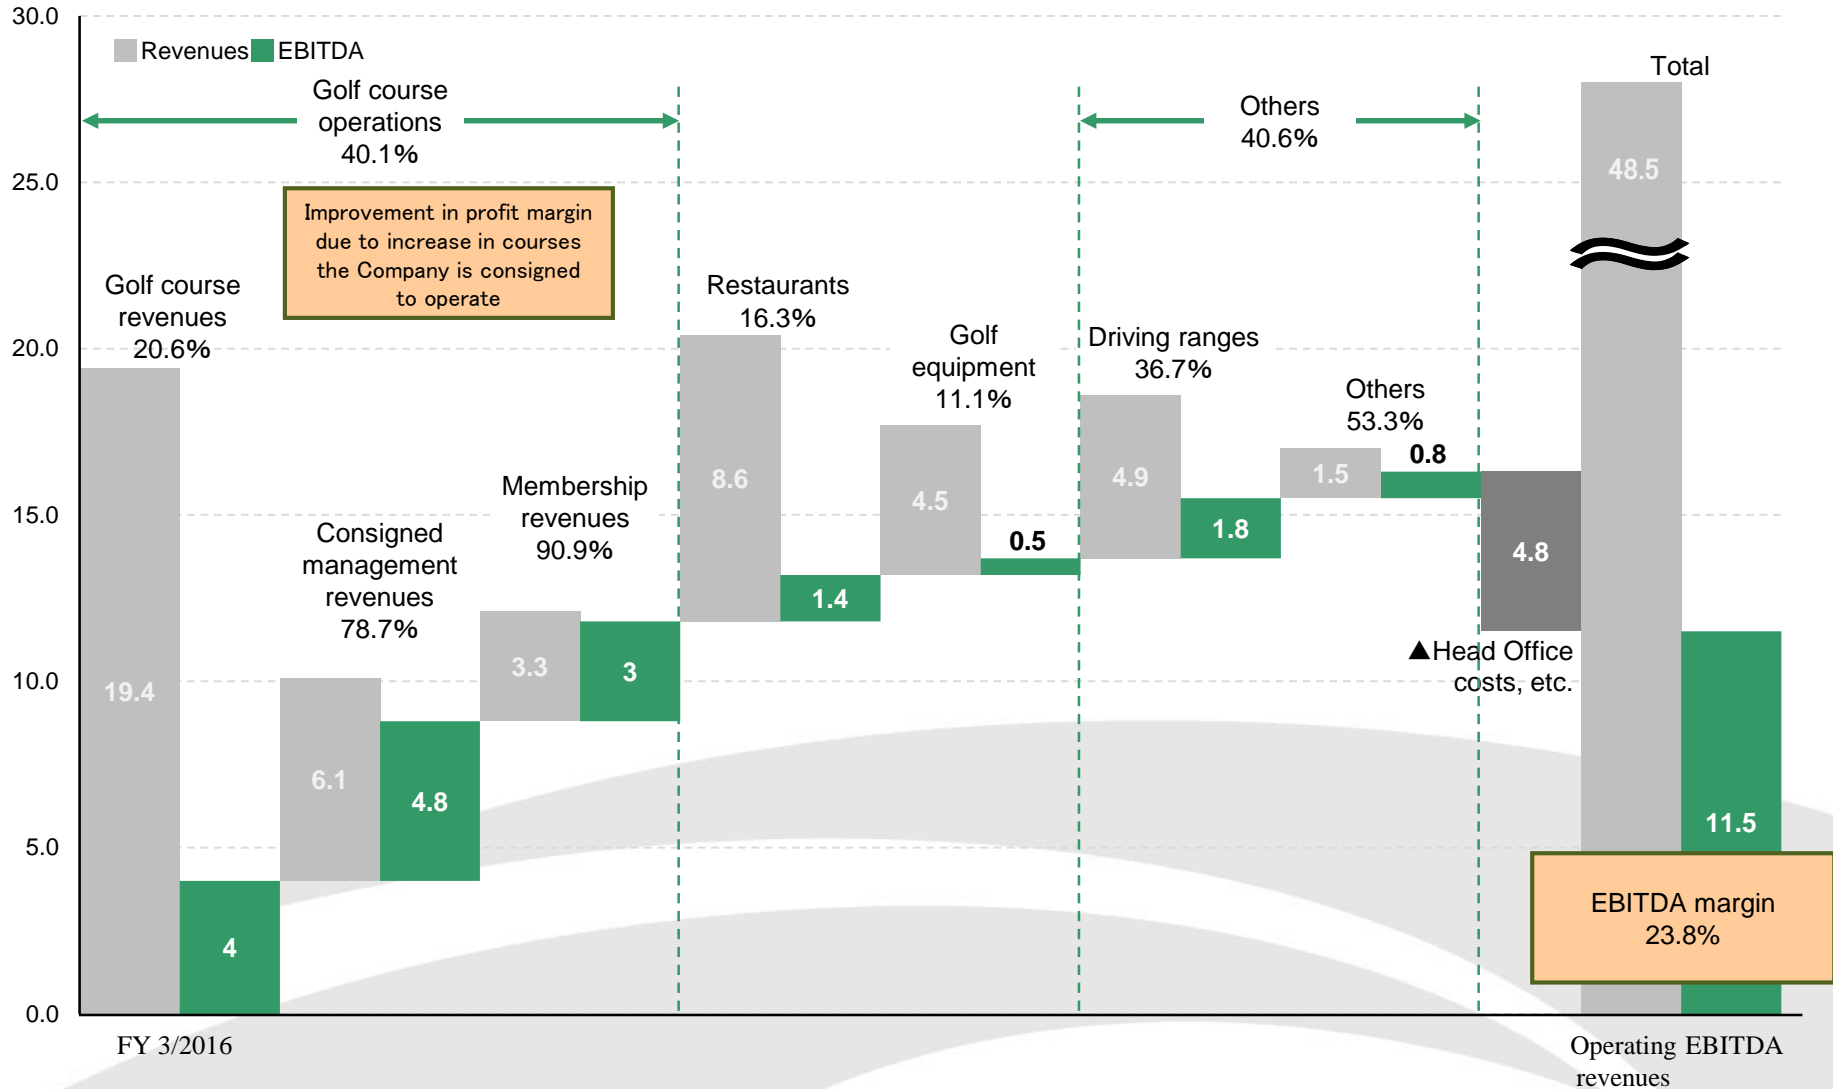 30.0
25.0
20.0
15.0
10.0
5.0
0.0
Revenues
EBITDA
Golf course
operations
40.1%
Others
40.6%
Total
Improvement in profit margin
due to increase in courses
the Company is consigned
to operate
Golf course
revenues
20.6%
19.4
4
Consigned
management
revenues
78.7%
6.1
4.8
Membership
revenues
90.9%
3.3
3
Restaurants
16.3%
8.6
1.4
Golf
equipment
11.1%
4.5
0.5
Driving ranges
36.7%
4.9
1.8
Others
53.3%
1.5
0.8
4.8
▲Head Office
costs, etc.
48.5
11.5
EBITDA margin
23.8%
FY 3/2016
Operating
revenues
EBITDA